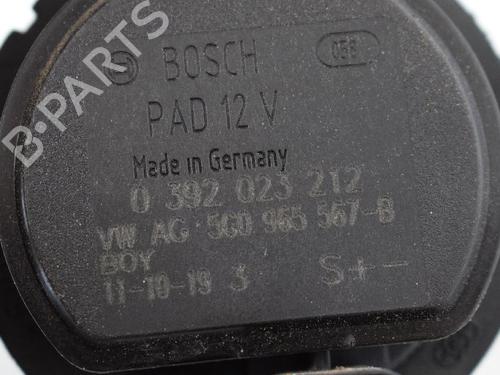 BOSCH 058
PAD 12 V
Made in Germany
0 392 023 212
VW AG 5G0 965 567-B
BOY
11-10-19 3 S+-
B-PARTS